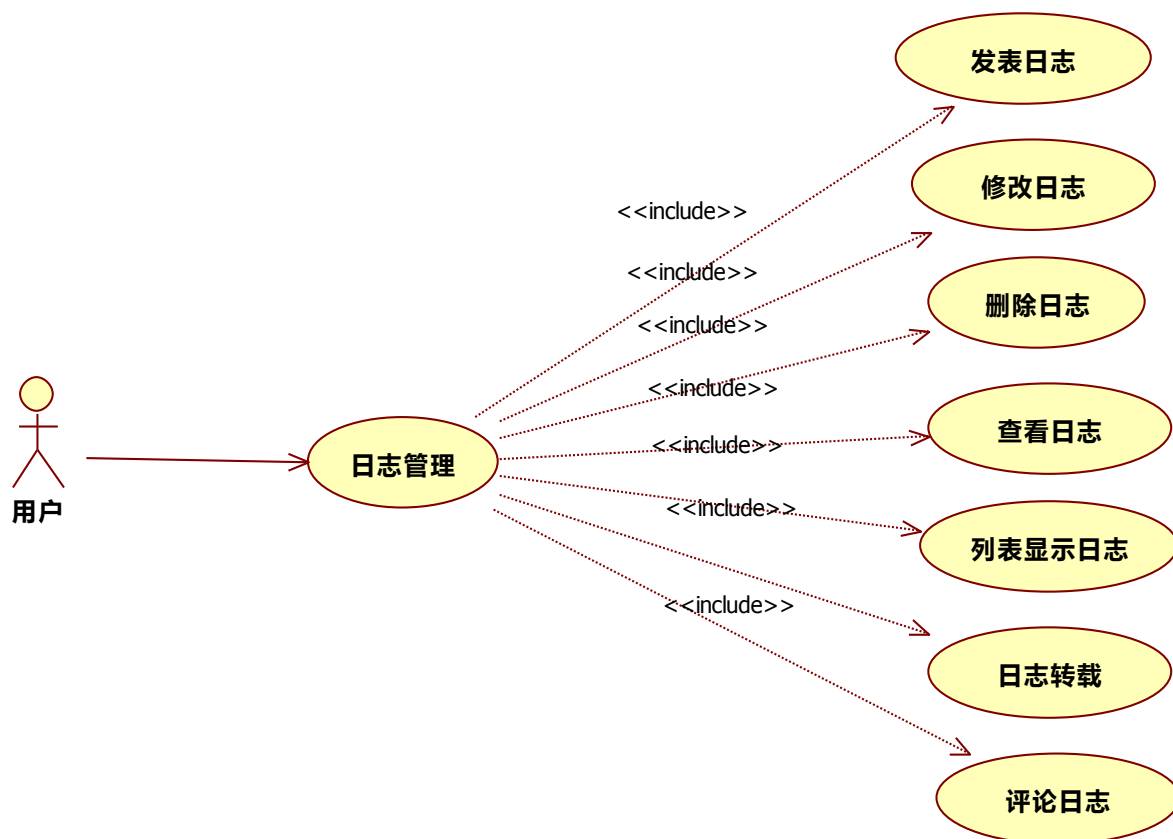 发表日志
修改日志
<<include>>
<<include>>
删除日志
<<include>>
<<include>>
查看日志
<<include>>
日志管理
用户
<<include>>
列表显示日志
<<include>>
日志转载
评论日志